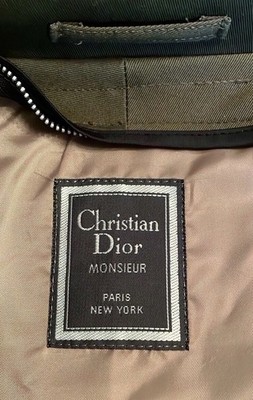 Christian
Dior
MONSIEUR
PARIS
NEW YORK